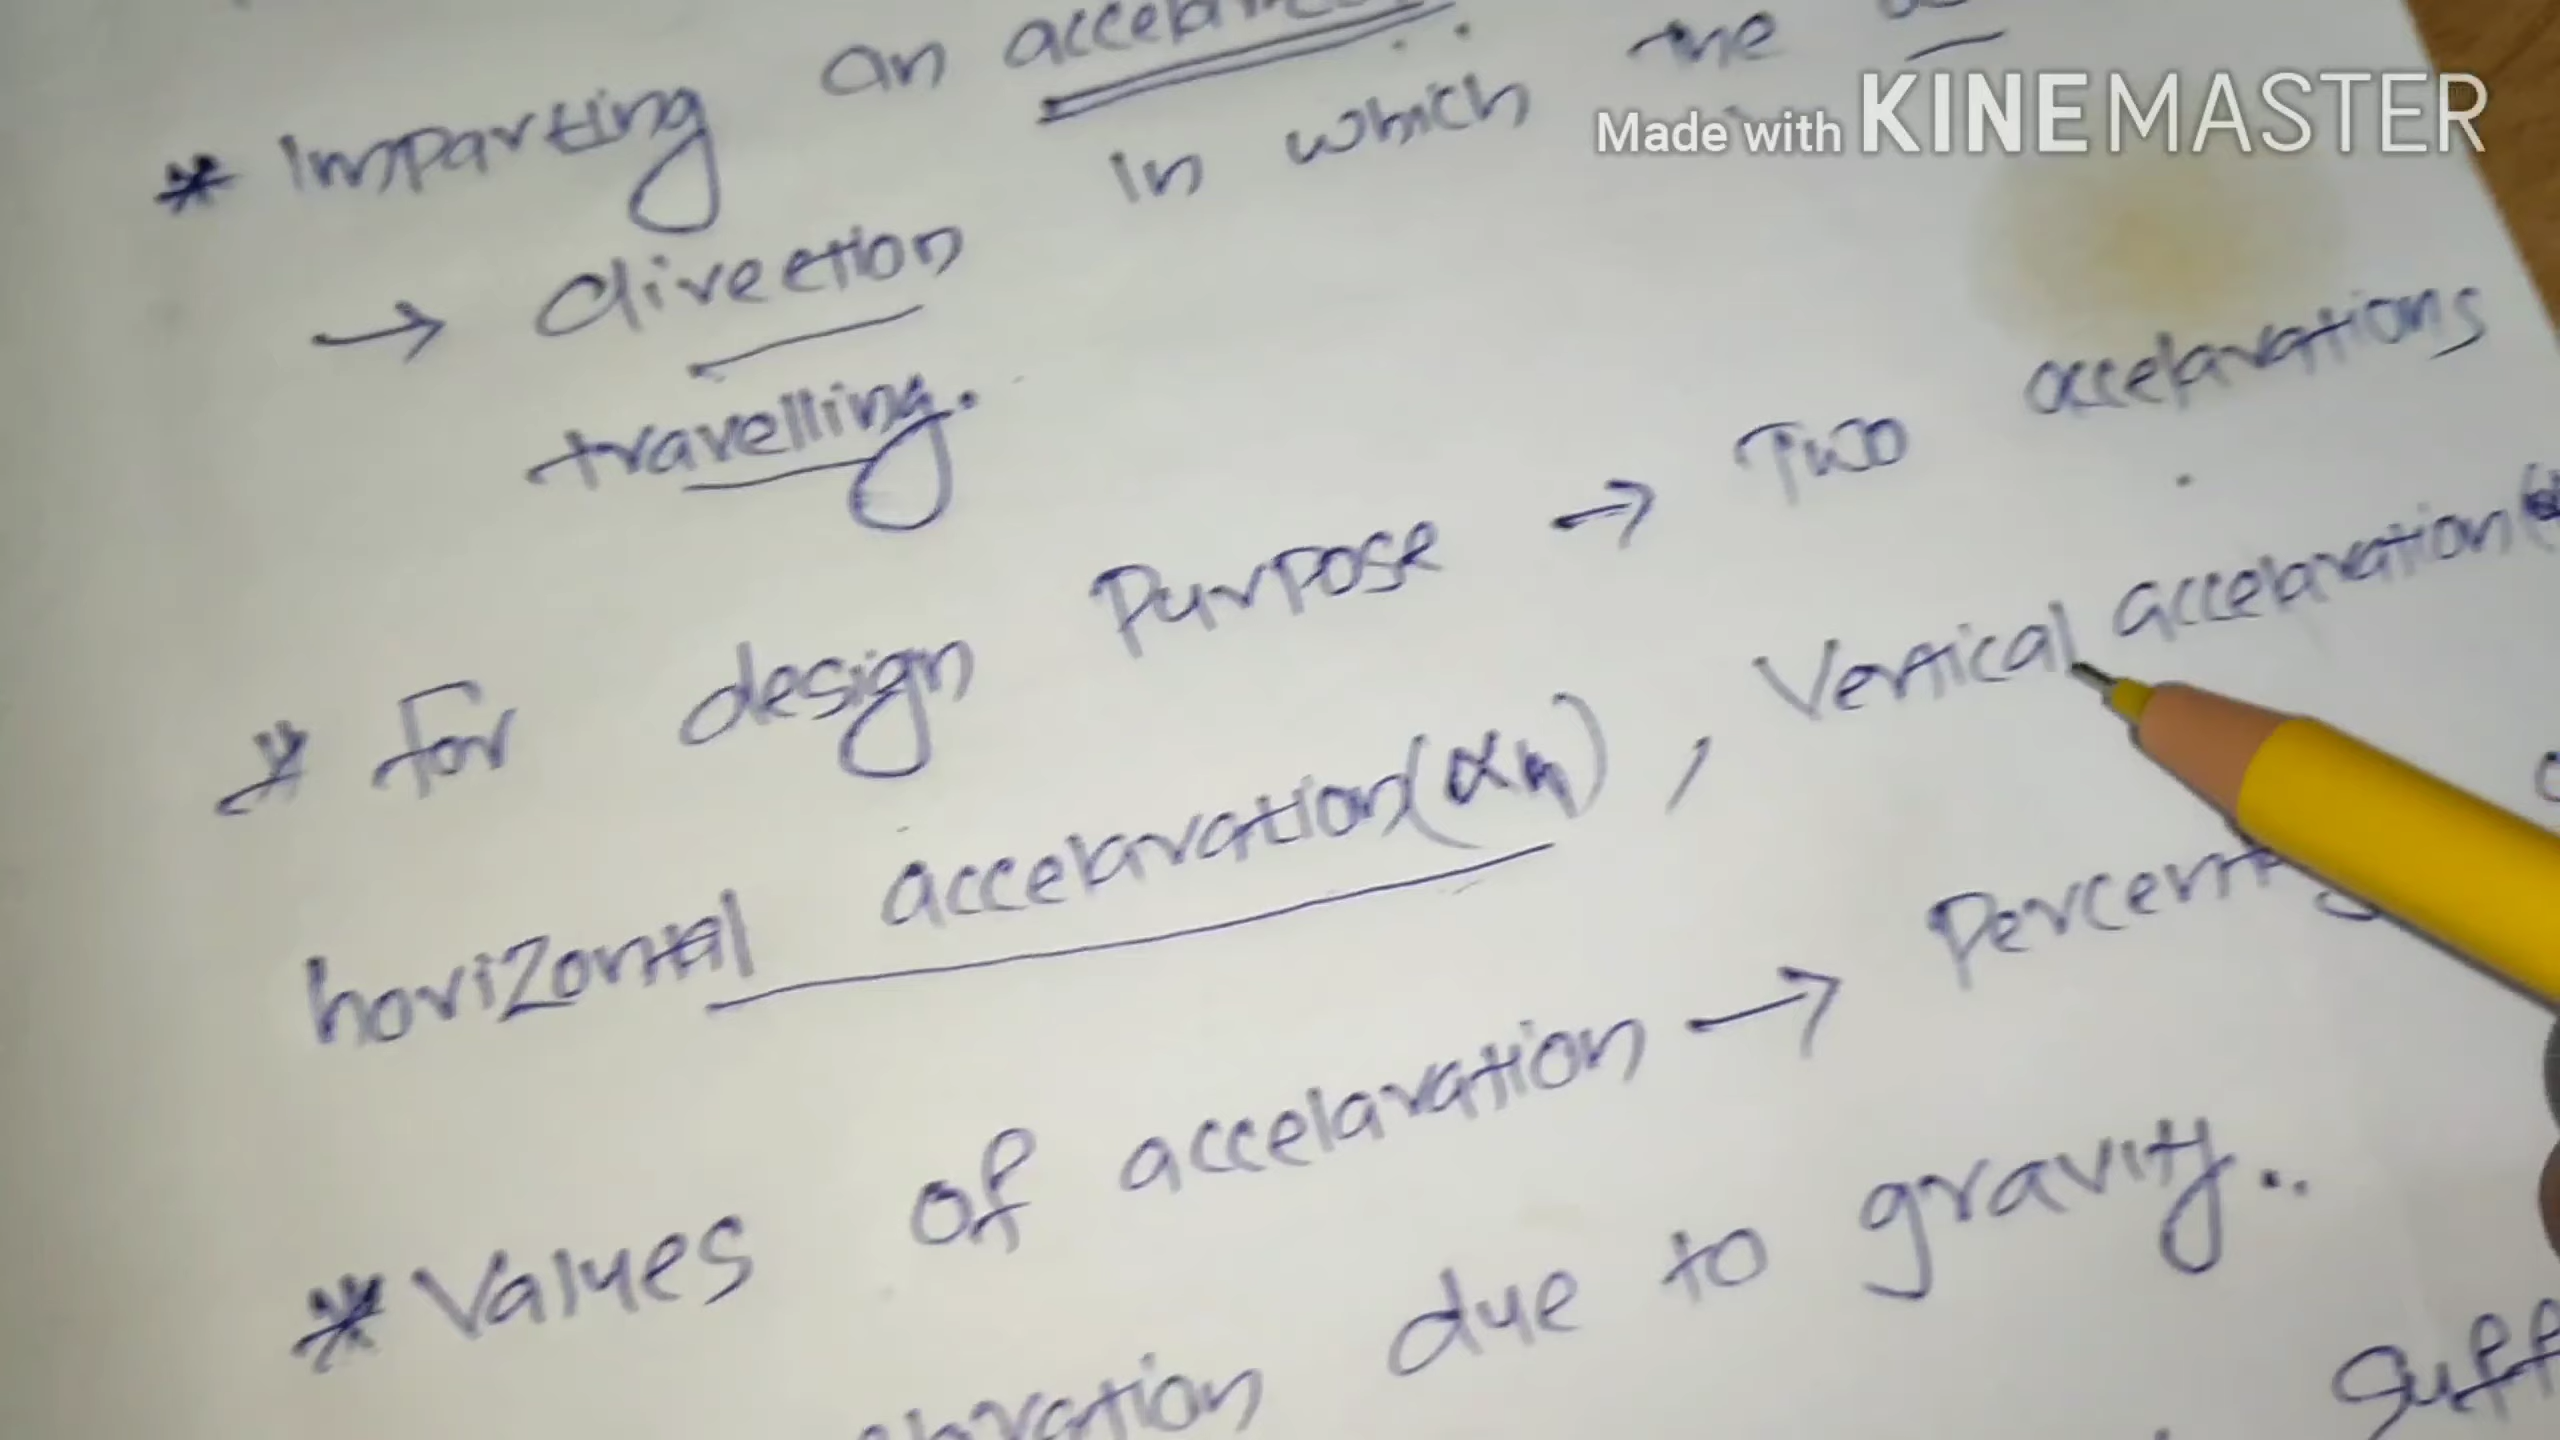 * Imparting an
→ direction in which the
travelling.
* For design Purpose → Two accelarations
horizontal accelaration(αh), Vertical accelaration(
* Values of accelaration → Percent
due to gravity..
Made with KINEMASTER